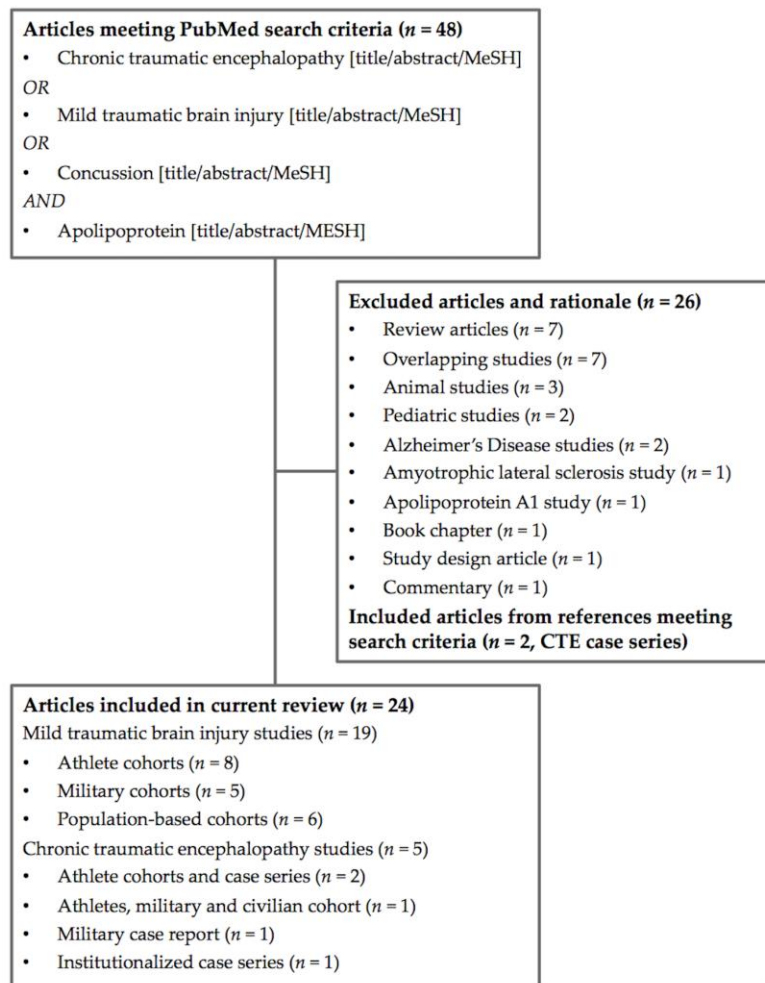 Articles meeting PubMed search criteria (n = 48)
• Chronic traumatic encephalopathy [title/abstract/MeSH]
OR
• Mild traumatic brain injury [title/abstract/MeSH]
OR
• Concussion [title/abstract/MeSH]
AND
• Apolipoprotein [title/abstract/MESH]
Excluded articles and rationale (n = 26)
• Review articles (n = 7)
• Overlapping studies (n = 7)
• Animal studies (n = 3)
• Pediatric studies (n = 2)
• Alzheimer's Disease studies (n = 2)
• Amyotrophic lateral sclerosis study (n = 1)
• Apolipoprotein A1 study (n = 1)
• Book chapter (n = 1)
• Study design article (n = 1)
• Commentary (n = 1)
Included articles from references meeting
search criteria (n = 2, CTE case series)
Articles included in current review (n = 24)
Mild traumatic brain injury studies (n = 19)
• Athlete cohorts (n = 8)
• Military cohorts (n = 5)
• Population-based cohorts (n = 6)
Chronic traumatic encephalopathy studies (n = 5)
• Athlete cohorts and case series (n = 2)
• Athletes, military and civilian cohort (n = 1)
• Military case report (n = 1)
• Institutionalized case series (n = 1)